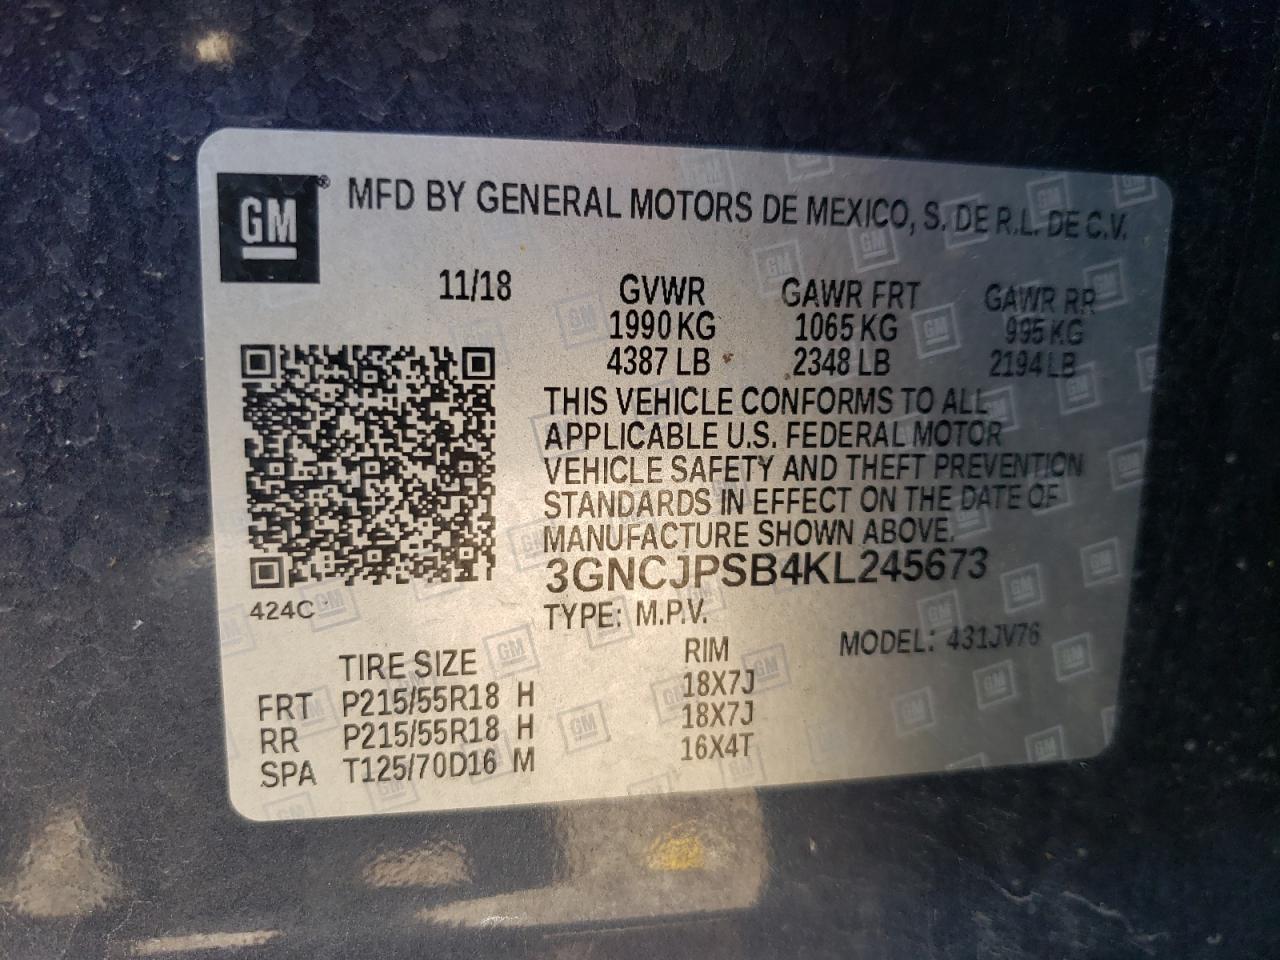 GM® MFD BY GENERAL MOTORS DE MEXICO, S. DE R.L. DE C.V.
11/18 GVWR GAWR FRT GAWR RR
1990 KG 1065 KG 995 KG
4387 LB 2348 LB 2194 LB
THIS VEHICLE CONFORMS TO ALL
APPLICABLE U.S. FEDERAL MOTOR
VEHICLE SAFETY AND THEFT PREVENTION
STANDARDS IN EFFECT ON THE DATE OF
MANUFACTURE SHOWN ABOVE.
3GNCJPSB4KL245673
424C
TYPE: M.P.V.
MODEL: 431JV76
TIRE SIZE RIM
FRT P215/55R18 H 18X7J
RR P215/55R18 H 18X7J
SPA T125/70D16 M 16X4T